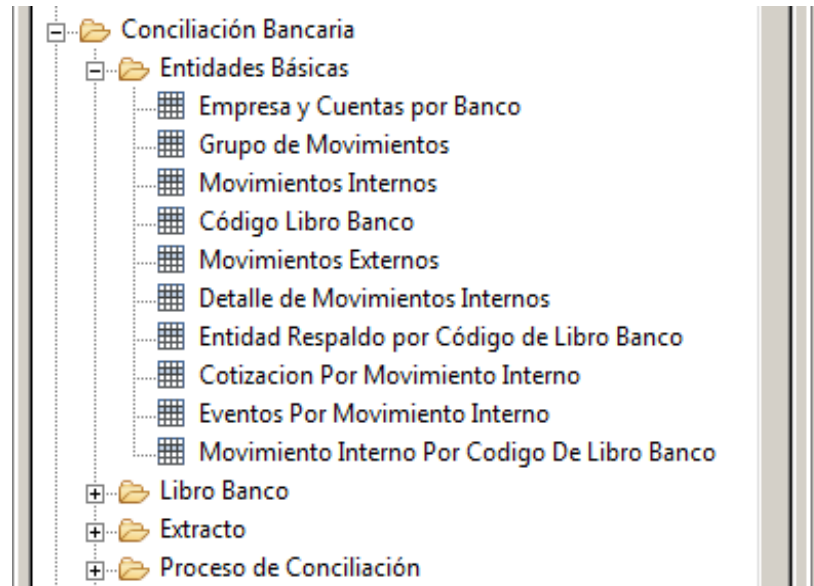 Conciliación Bancaria
Entidades Básicas
Empresa y Cuentas por Banco
Grupo de Movimientos
Movimientos Internos
Código Libro Banco
Movimientos Externos
Detalle de Movimientos Internos
Entidad Respaldo por Código de Libro Banco
Cotizacion Por Movimiento Interno
Eventos Por Movimiento Interno
Movimiento Interno Por Codigo De Libro Banco
Libro Banco
Extracto
Proceso de Conciliación